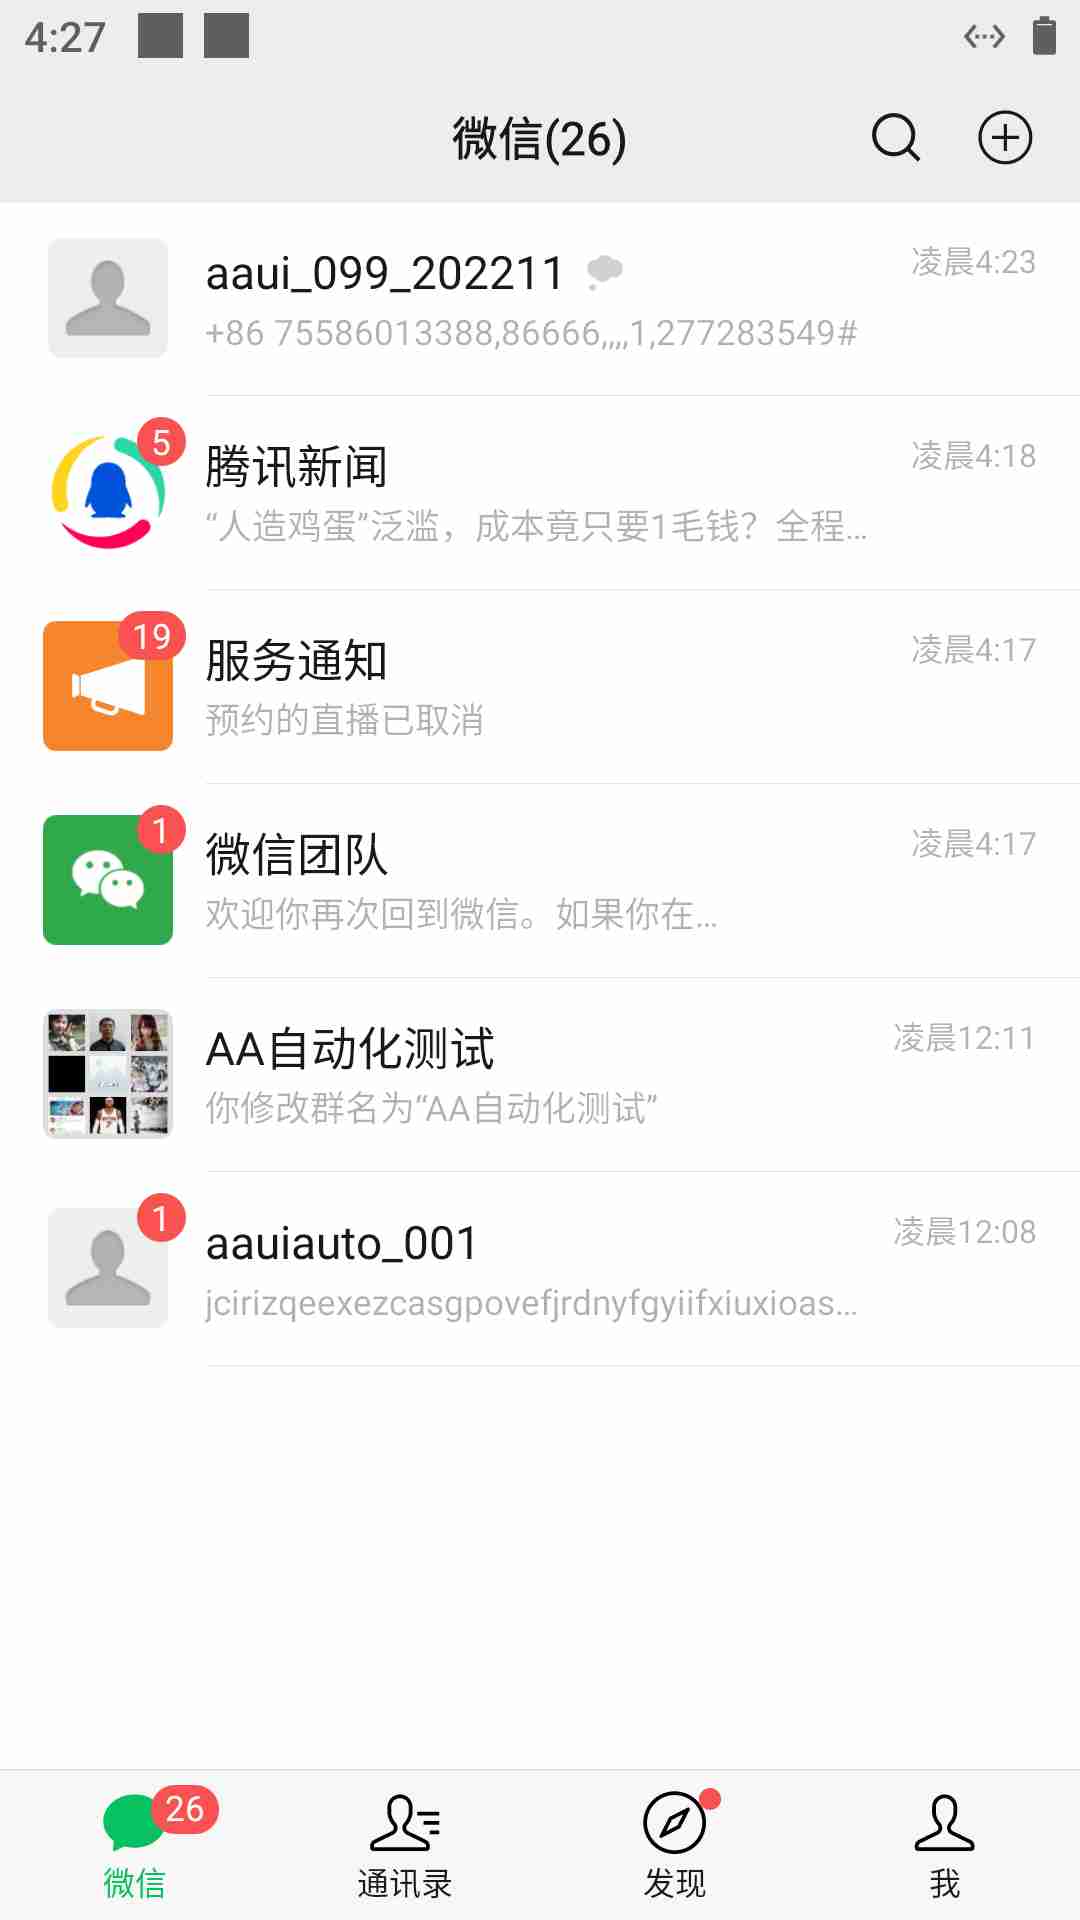 4:27
微信(26)
aaui_099_202211
凌晨4:23
+86 75586013388,86666,,,,1,277283549#
5
腾讯新闻
凌晨4:18
“人造鸡蛋”泛滥，成本竟只要1毛钱？全程...
19
服务通知
凌晨4:17
预约的直播已取消
1
微信团队
凌晨4:17
欢迎你再次回到微信。如果你在...
AA自动化测试
凌晨12:11
你修改群名为“AA自动化测试”
1
aauiauto_001
凌晨12:08
jcirizqeexezcasgpovefjrdnyfgyiifxiuxioas...
26
微信
通讯录
发现
我